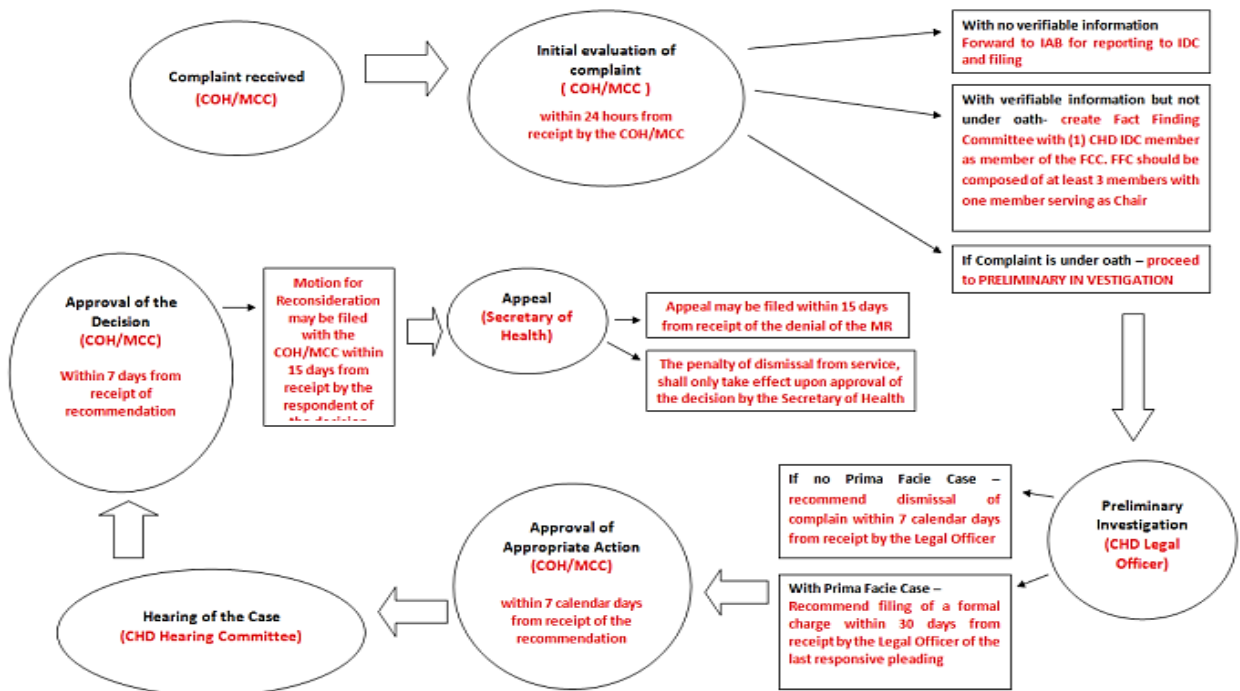 Complaint received
(COH/MCC)
Initial evaluation of
complaint
( COH/MCC )
within 24 hours from
receipt by the COH/MCC
With no verifiable information
Forward to IAB for reporting to IDC
and filing
With verifiable information but not
under oath- create Fact Finding
Committee with (1) CHD IDC member
as member of the FCC. FFC should be
composed of at least 3 members with
one member serving as Chair
If Complaint is under oath – proceed
to PRELIMINARY IN VESTIGATION
Preliminary
Investigation
(CHD Legal
Officer)
If no Prima Facie Case –
recommend dismissal of
complain within 7 calendar days
from receipt by the Legal Officer
With Prima Facie Case –
Recommend filing of a formal
charge within 30 days from
receipt by the Legal Officer of the
last responsive pleading
Approval of
Appropriate Action
(COH/MCC)
within 7 calendar days
from receipt of the
recommendation
Hearing of the Case
(CHD Hearing Committee)
Approval of the
Decision
(COH/MCC)
Within 7 days from
receipt of
recommendation
Motion for
Reconsideration
may be filed
with the
COH/MCC within
15 days from
receipt by the
respondent of
the decision
Appeal
(Secretary of
Health)
Appeal may be filed within 15 days
from receipt of the denial of the MR
The penalty of dismissal from service,
shall only take effect upon approval of
the decision by the Secretary of Health